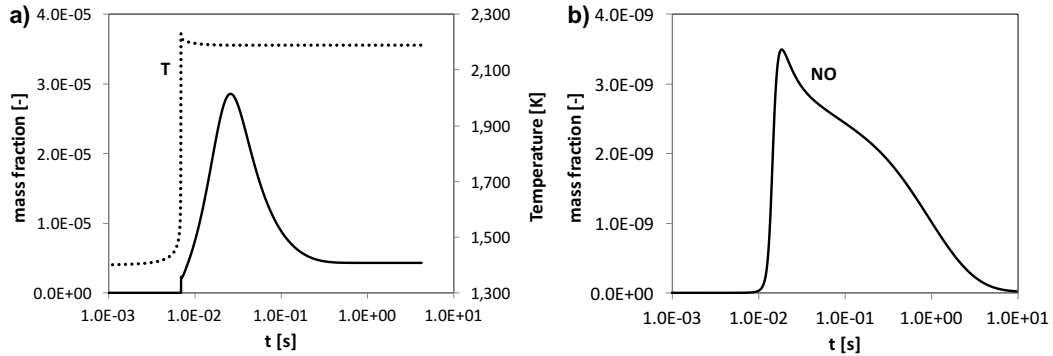 a)
4.0E-05
3.0E-05
2.0E-05
1.0E-05
0.0E+00
mass fraction [-]
T
2,300
2,100
1,900
1,700
1,500
1,300
Temperature [K]
1.0E-03 1.0E-02 1.0E-01 1.0E+00 1.0E+01
t [s]
b)
4.0E-09
3.0E-09
2.0E-09
1.0E-09
0.0E+00
mass fraction [-]
NO
1.0E-03 1.0E-02 1.0E-01 1.0E+00 1.0E+01
t [s]